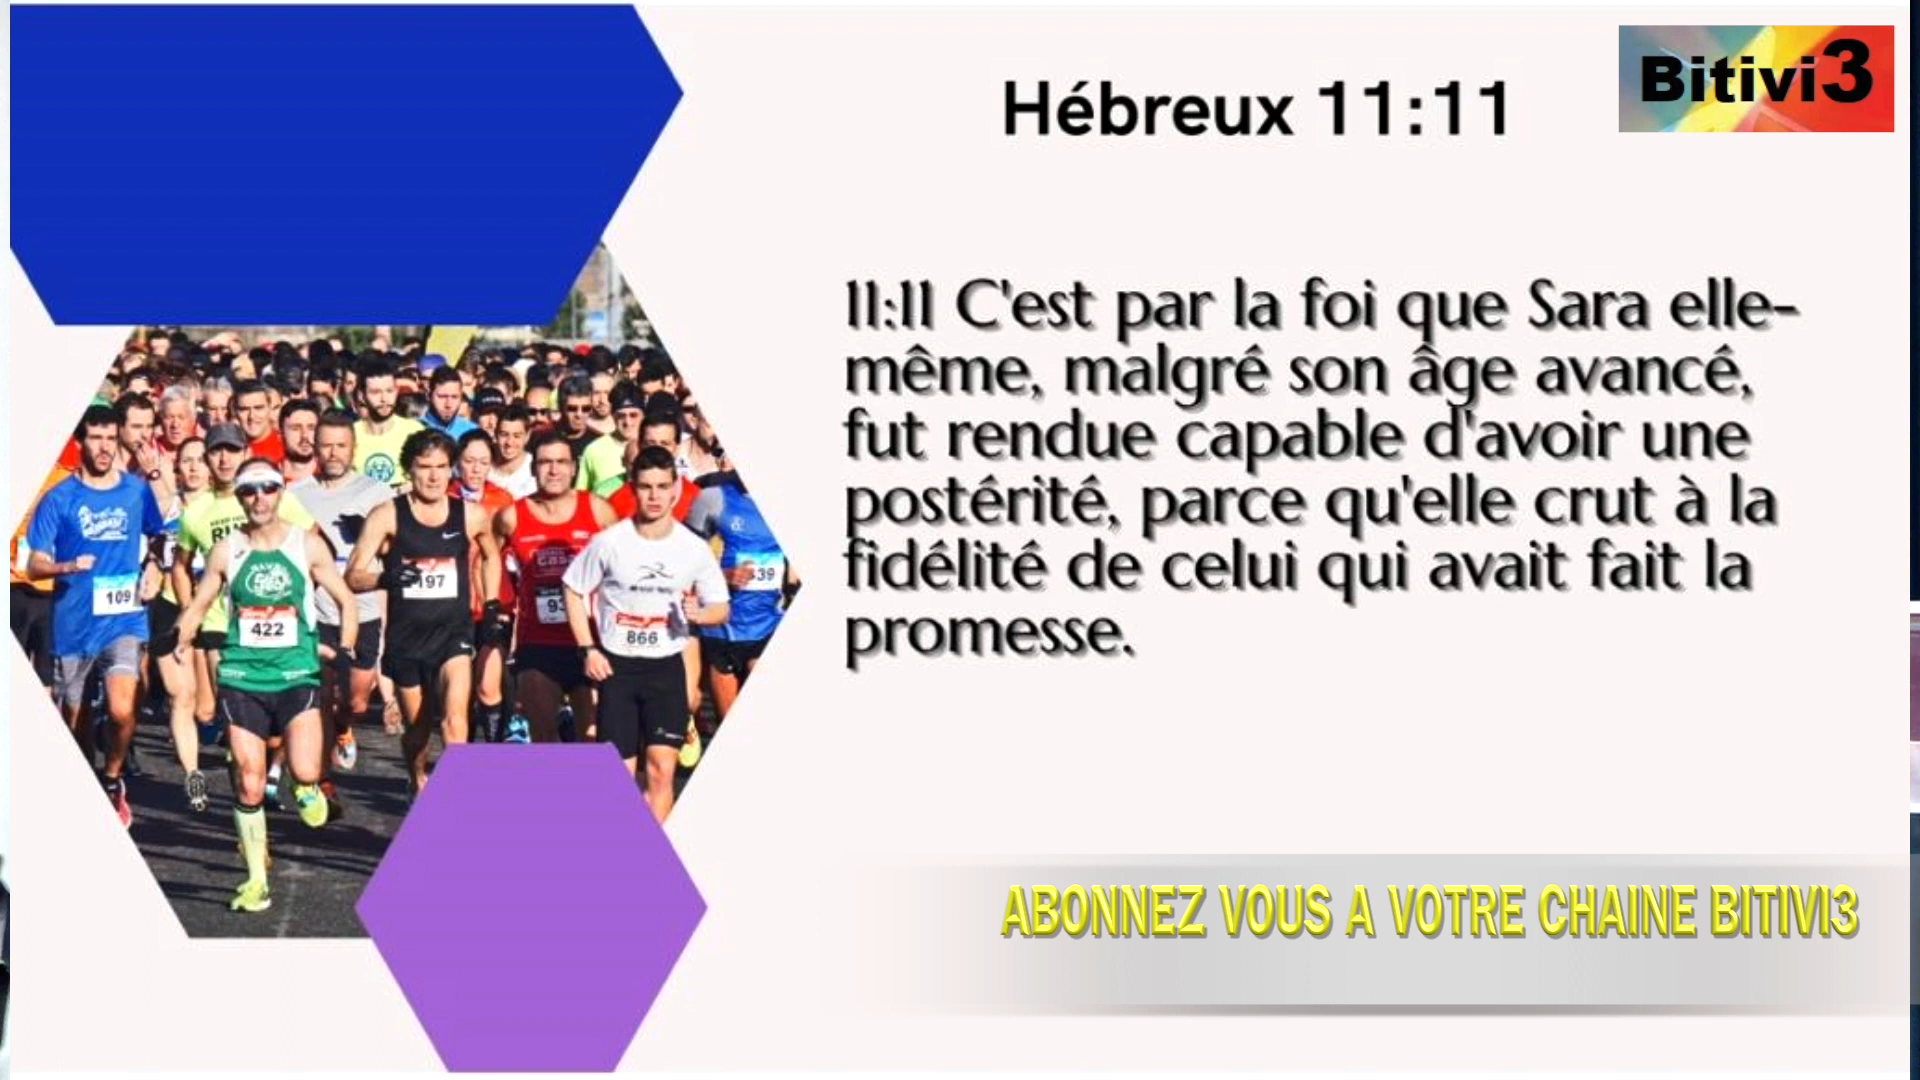 Bitivi3
Hébreux 11:11
11:11 C'est par la foi que Sara elle-
même, malgré son âge avancé,
fut rendue capable d'avoir une
postérité, parce qu'elle crut à la
fidélité de celui qui avait fait la
promesse.
109
422
197
866
ABONNEZ VOUS A VOTRE CHAINE BITIVI3